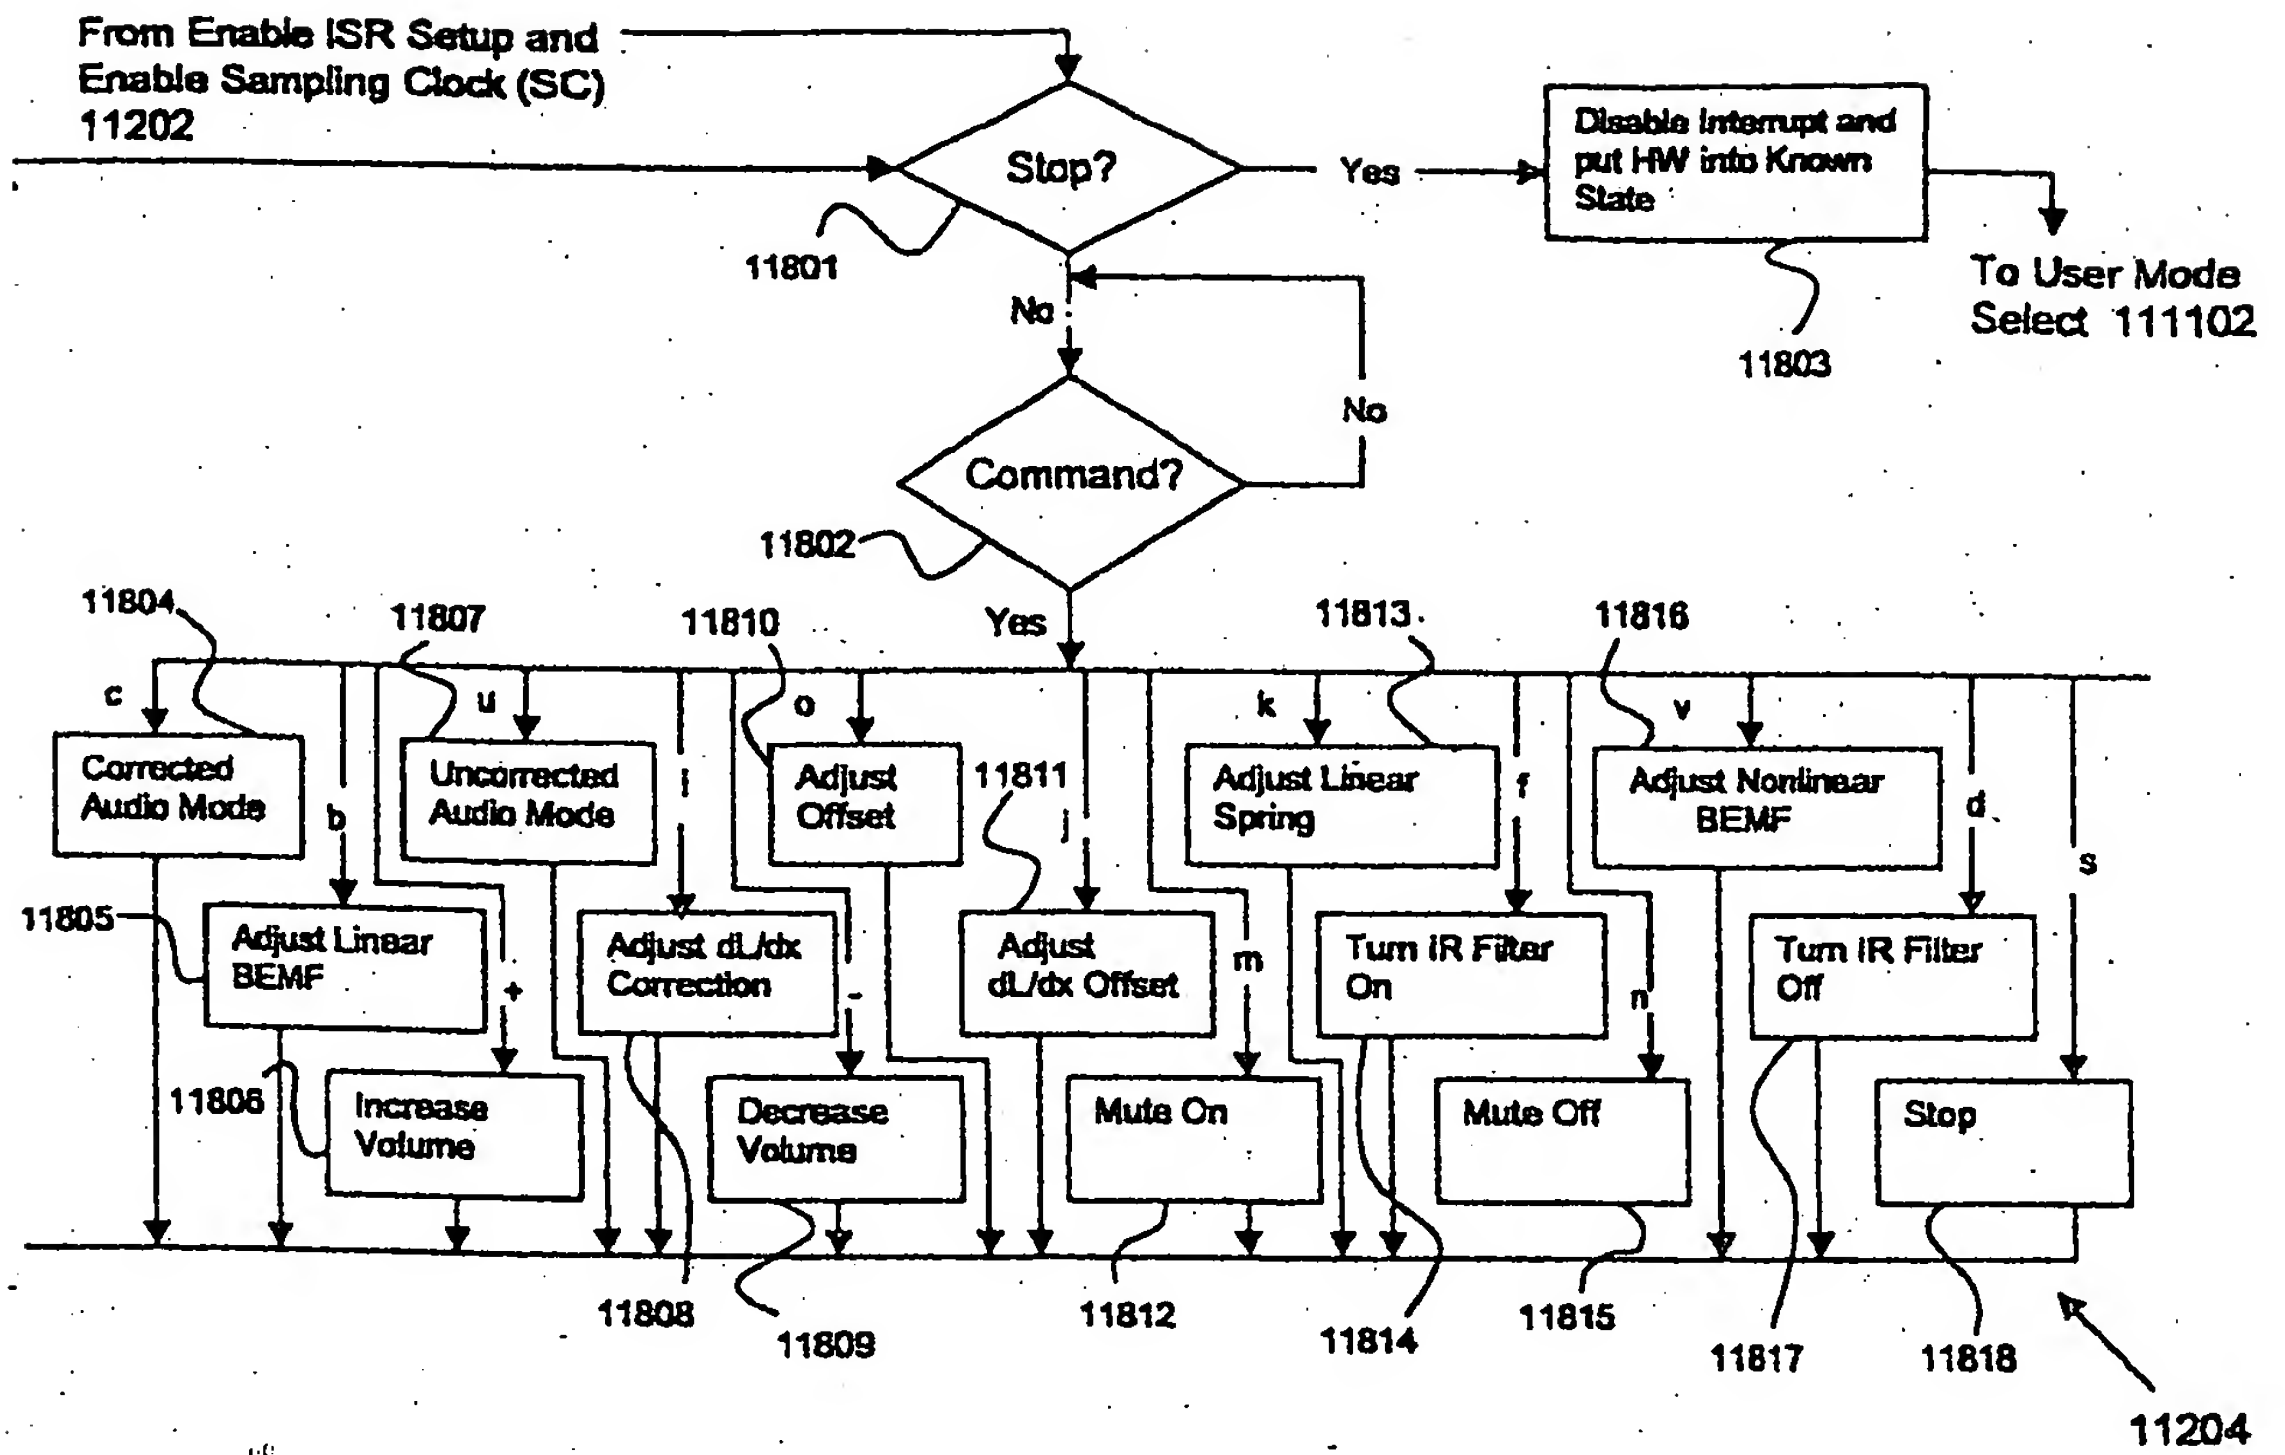 From Enable ISR Setup and
Enable Sampling Clock (SC)
11202
Stop?
Yes
Disable Interrupt and
put HW into Known
State
11801
To User Mode
Select 111102
No
11803
No
Command?
11802
Yes
11804
11807
11810
11813
11816
c
u
o
k
v
Corrected
Audio Mode
b
Uncorrected
Audio Mode
i
Adjust
Offset
11811
j
Adjust Linear
Spring
f
Adjust Nonlinear
BEMF
d
s
11805
Adjust Linear
BEMF
+
Adjust dL/dx
Correction
-
Adjust
dL/dx Offset
m
Turn IR Filter
On
n
Turn IR Filter
Off
11806
Increase
Volume
Decrease
Volume
Mute On
Mute Off
Stop
11808
11809
11812
11814
11815
11817
11818
11204